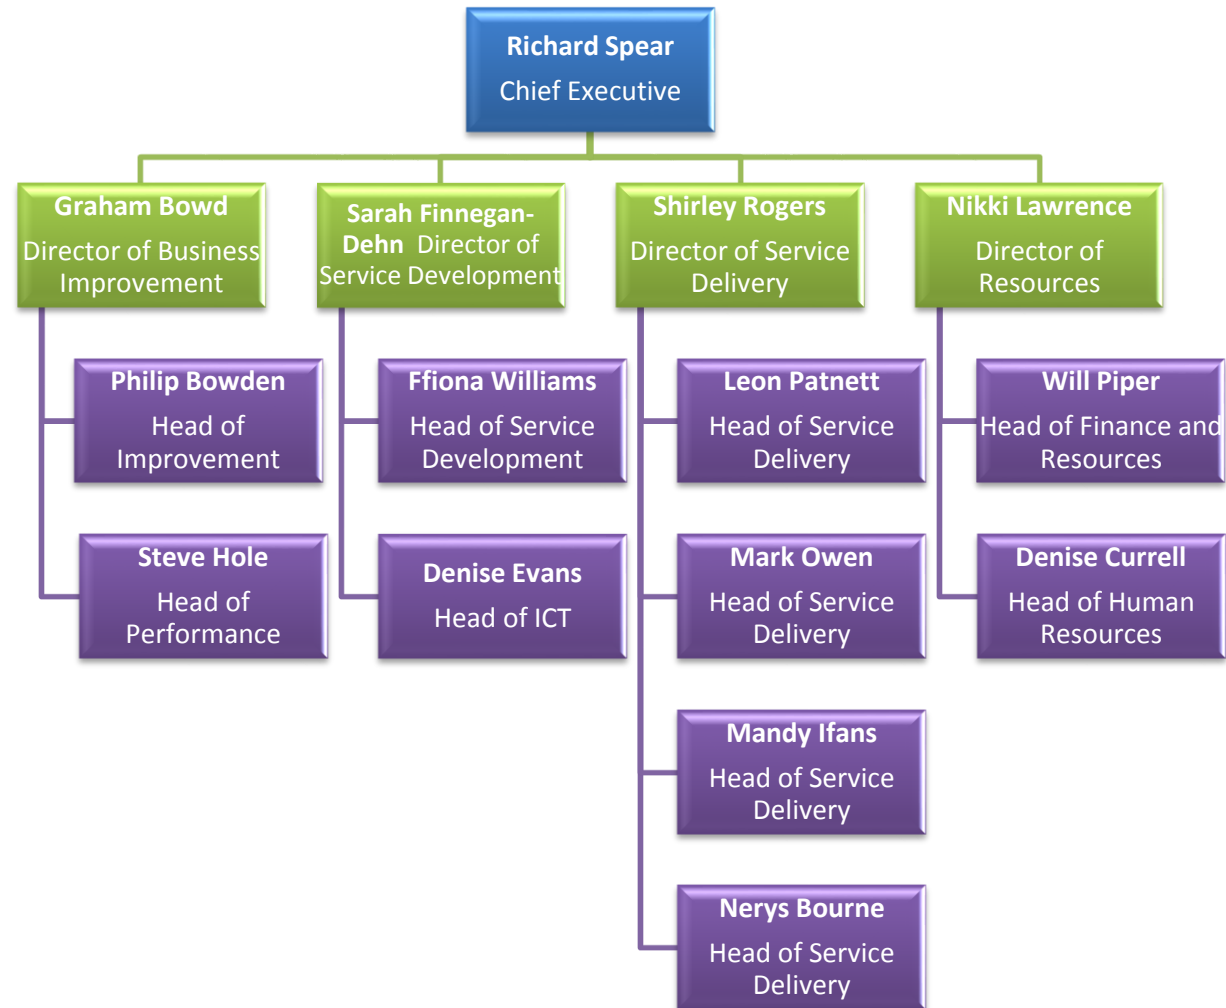 Richard Spear
Chief Executive
Graham Bowd
Director of Business
Improvement
Sarah Finnegan-
Dehn  Director of
Service Development
Shirley Rogers
Director of Service
Delivery
Nikki Lawrence
Director of
Resources
Philip Bowden
Head of
Improvement
Steve Hole
Head of
Performance
Ffiona Williams
Head of Service
Development
Denise Evans
Head of ICT
Leon Patnett
Head of Service
Delivery
Mark Owen
Head of Service
Delivery
Mandy Ifans
Head of Service
Delivery
Nerys Bourne
Head of Service
Delivery
Will Piper
Head of Finance and
Resources
Denise Currell
Head of Human
Resources